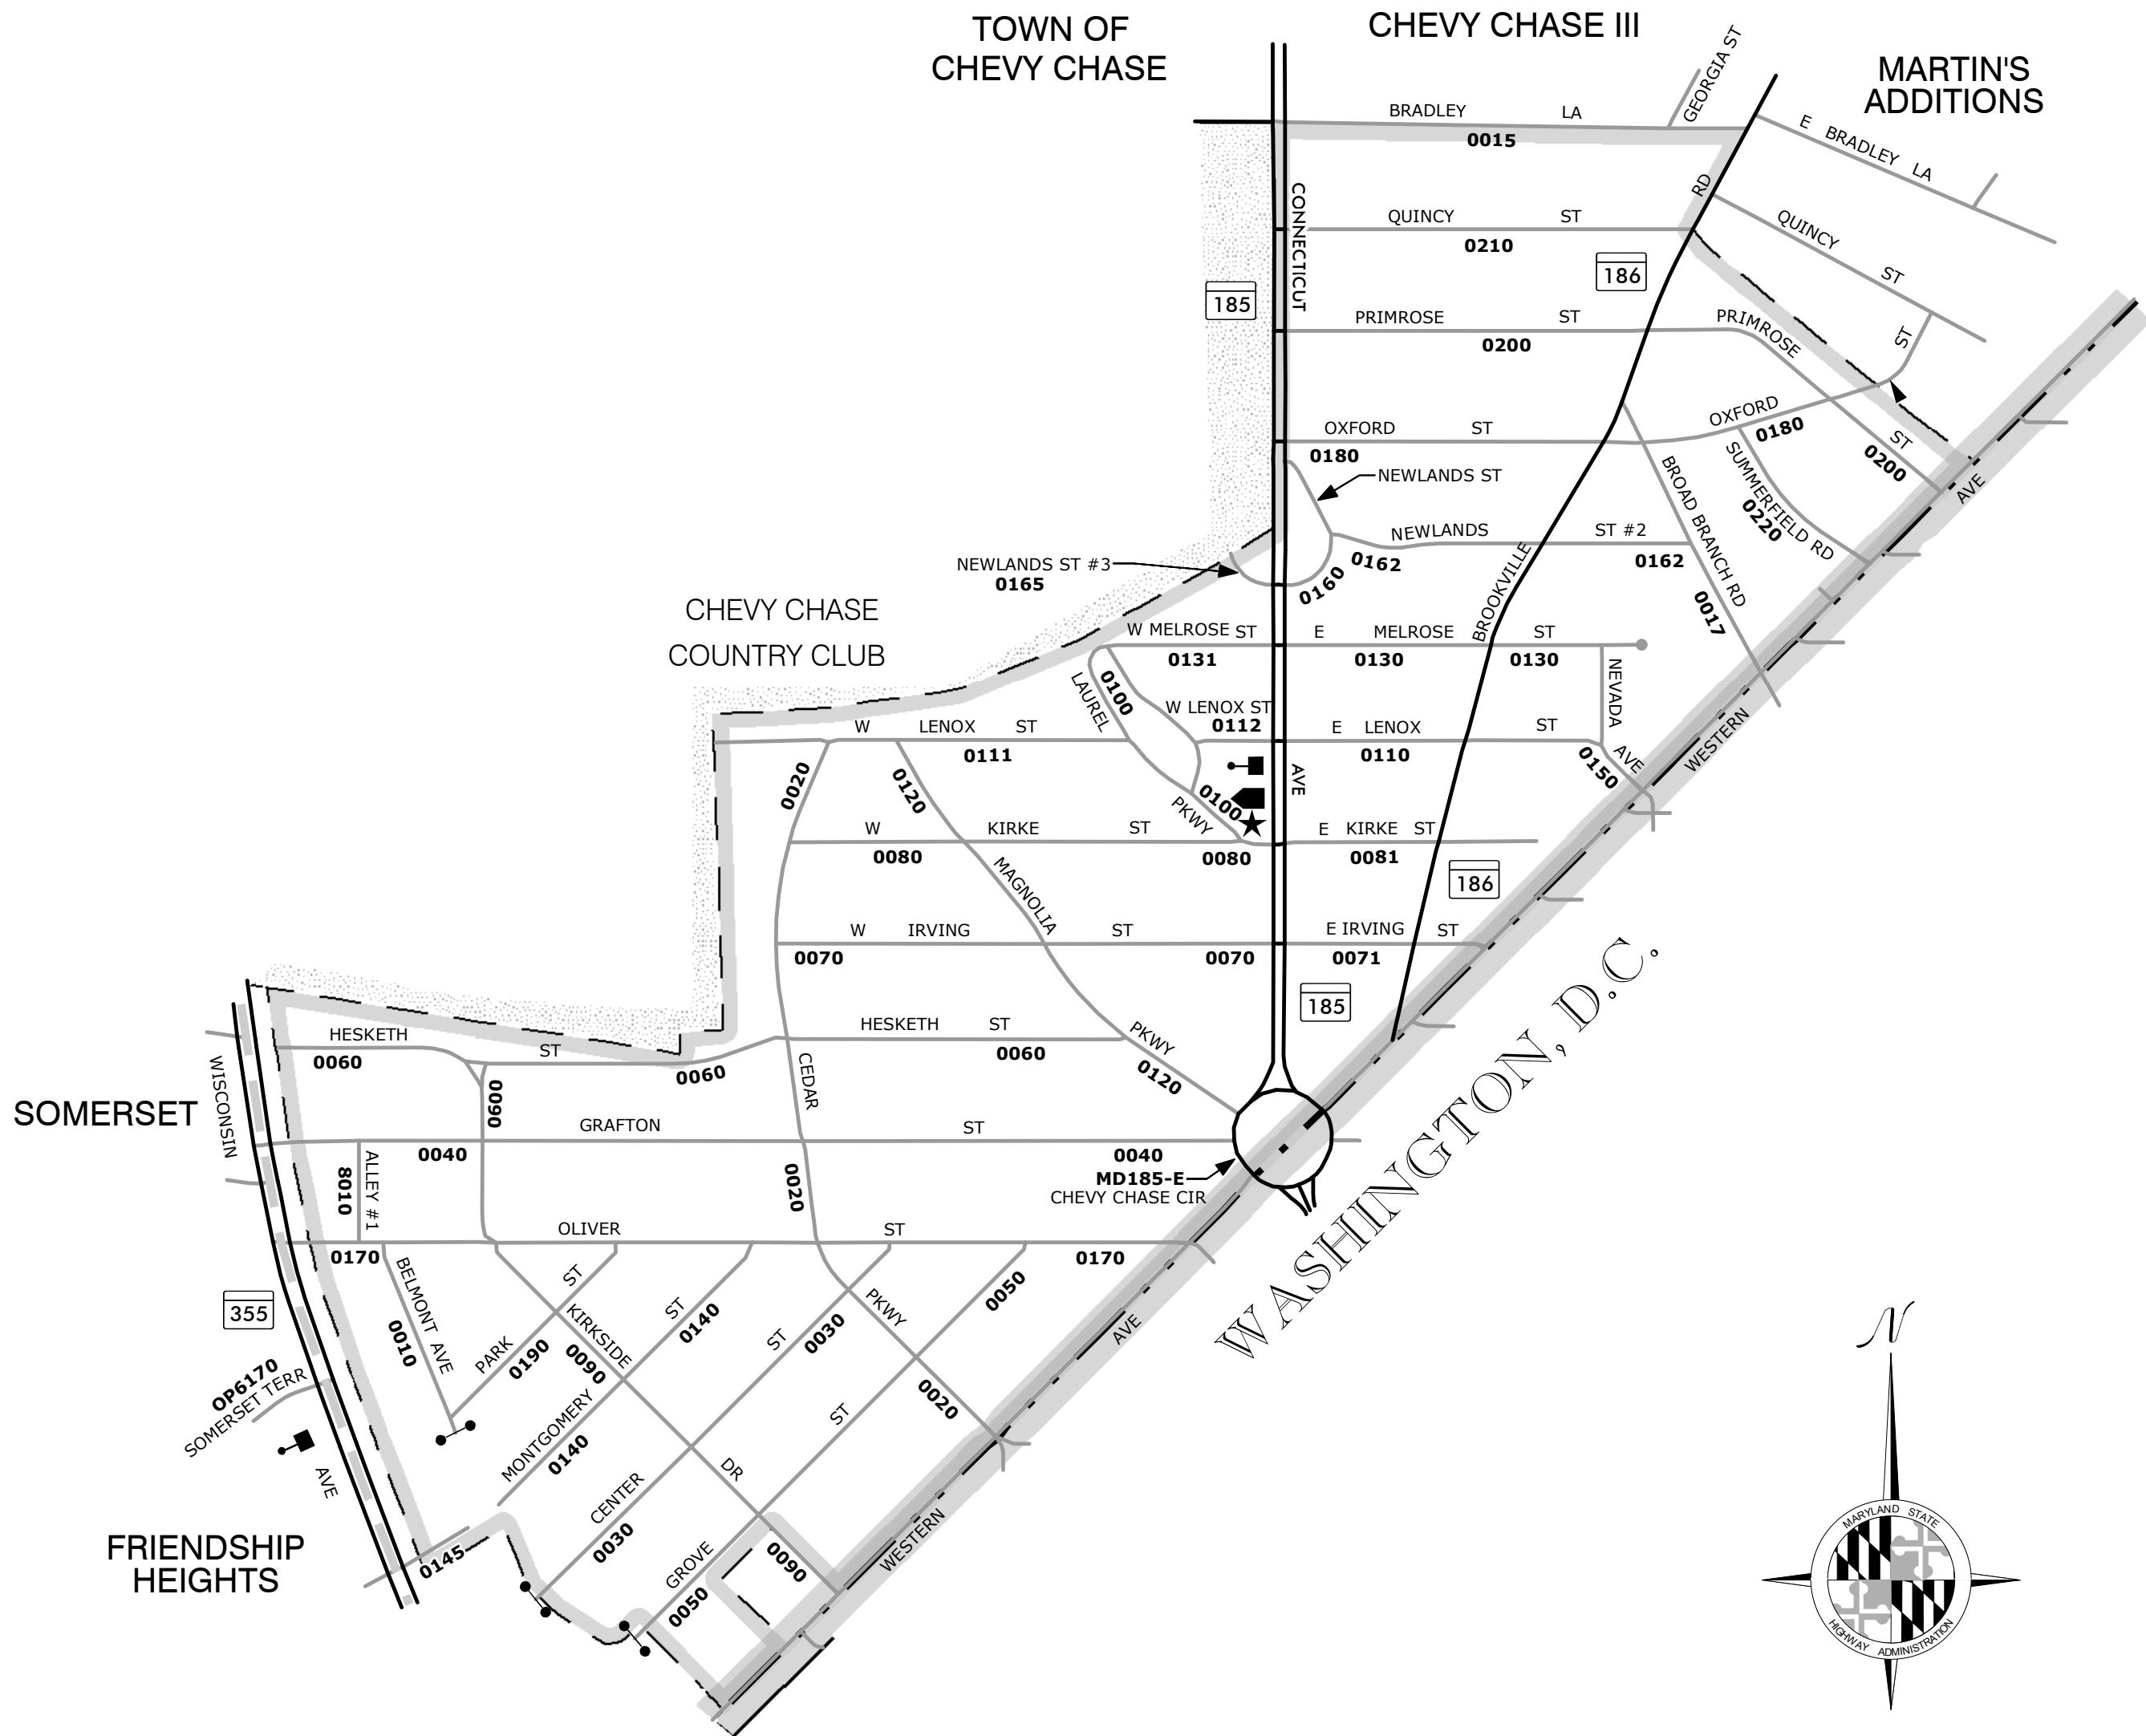 TOWN OF
CHEVY CHASE
CHEVY CHASE III
MARTIN'S
ADDITIONS
GEORGIA ST
BRADLEY LA
0015
E BRADLEY LA
RD
CONNECTICUT
QUINCY ST
0210
QUINCY ST
186
185
PRIMROSE ST
0200
PRIMROSE
ST
ST
0200
OXFORD ST
0180
OXFORD
0180
NEWLANDS ST
SUMMERFIELD RD
0220
BROAD BRANCH RD
0017
AVE
NEWLANDS ST #2
0162
0162
NEWLANDS ST #3
0165
0160
BROOKVILLE
CHEVY CHASE
COUNTRY CLUB
W MELROSE ST
0131
E MELROSE ST
0130
0130
NEVADA
AVE
0150
WESTERN
LAUREL
0100
W LENOX ST
0112
W LENOX ST
0111
E LENOX ST
0110
AVE
0100
PKWY
0020
0120
W KIRKE ST
0080
0080
E KIRKE ST
0081
MAGNOLIA
186
W IRVING ST
0070
0070
E IRVING ST
0071
185
WASHINGTON, D.C.
HESKETH
0060
ST
0060
HESKETH ST
0060
PKWY
0120
CEDAR
WISCONSIN
SOMERSET
0090
GRAFTON ST
0040
0040
MD185-E
CHEVY CHASE CIR
8010
ALLEY #1
0020
OLIVER ST
0170
0170
355
BELMONT AVE
0010
PARK ST
0190
KIRKSIDE
0090
MONTGOMERY ST
0140
0140
CENTER ST
0030
0030
PKWY
0020
0050
ST
AVE
OP6170
SOMERSET TERR
AVE
DR
0090
GROVE
0050
WESTERN
0145
FRIENDSHIP
HEIGHTS
N
MARYLAND STATE
HIGHWAY ADMINISTRATION